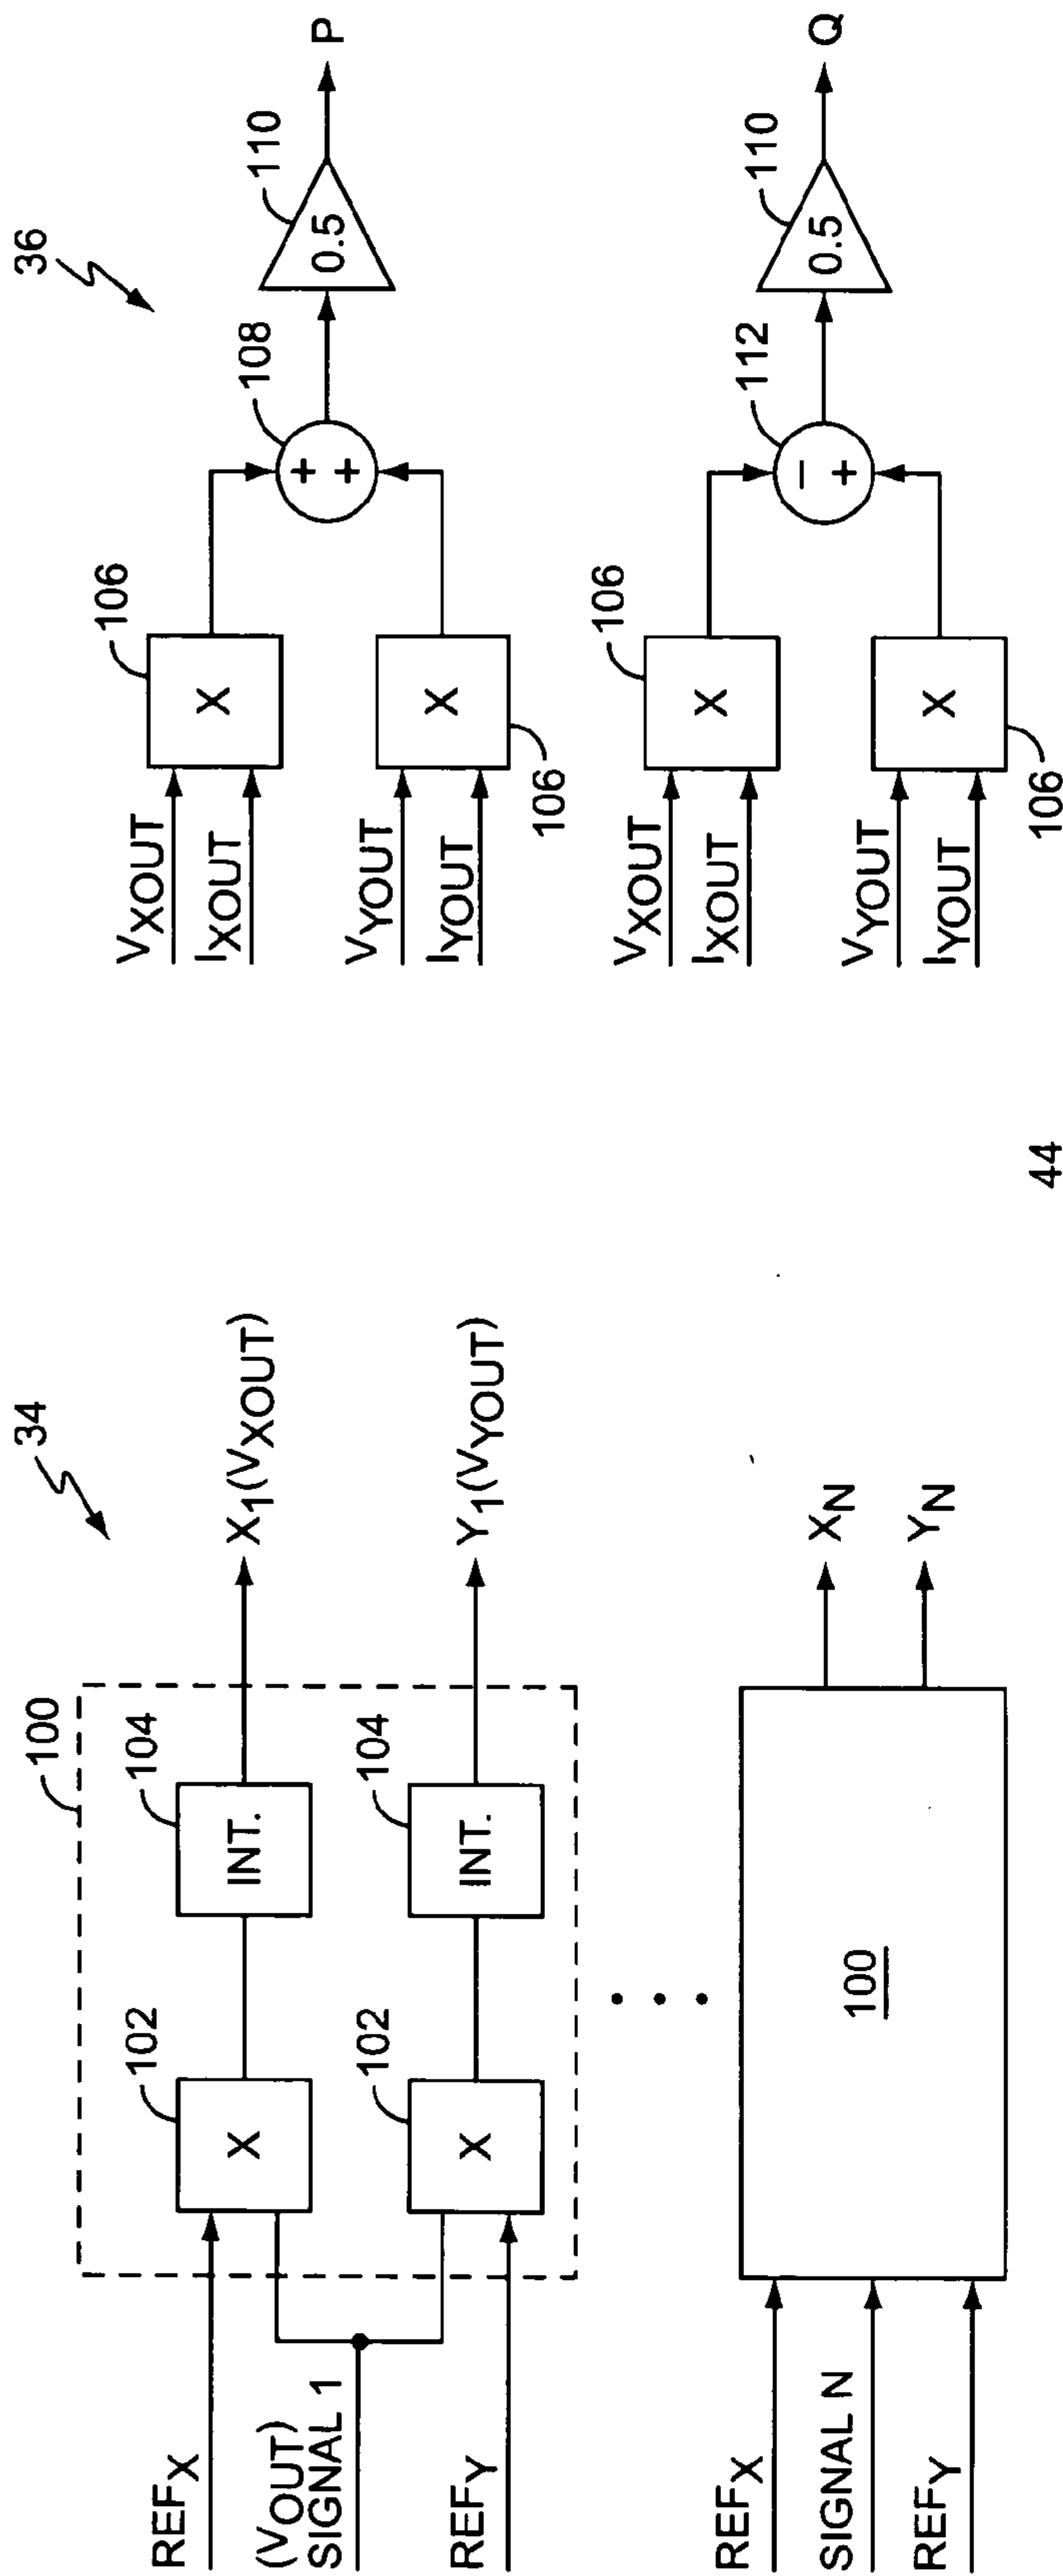 34
100
REFX
102
X
104
INT.
X1(VXOUT)
(VOUT)
SIGNAL 1
102
X
104
INT.
Y1(VYOUT)
REFY
REFX
SIGNAL N
REFY
100
XN
YN
36
VXOUT
IXOUT
106
X
108
+
+
110
0.5
P
VYOUT
IYOUT
X
106
VXOUT
IXOUT
106
X
112
−
+
110
0.5
Q
VYOUT
IYOUT
X
106
44